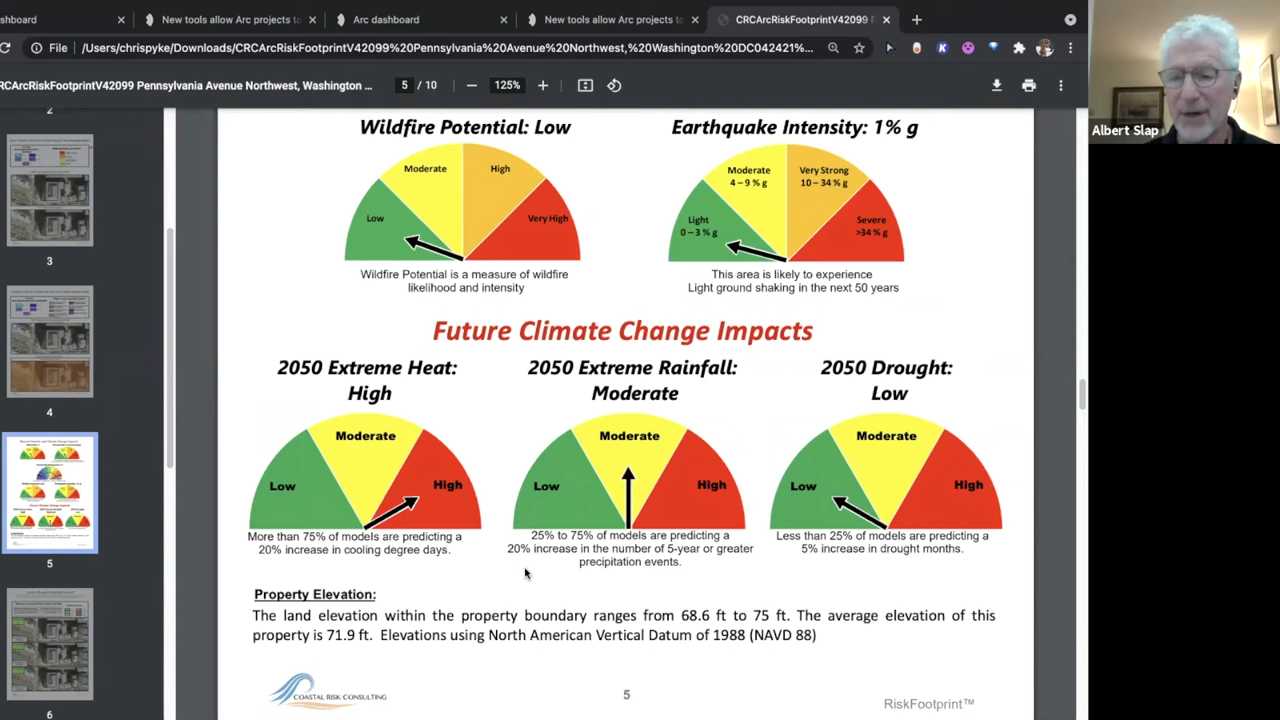 shboard
New tools allow Arc projects to
Arc dashboard
New tools allow Arc projects to
CRCArcRiskFootprintV42099 P
File
/Users/chrispyke/Downloads/CRCArcRiskFootprintV42099%20Pennsylvania%20Avenue%20Northwest,%20Washington%20DC042421%...
RCArcRiskFootprintV42099 Pennsylvania Avenue Northwest, Washington ...
5 / 10
125%
2
3
4
5
6
Wildfire Potential: Low
Low
Moderate
High
Very High
Wildfire Potential is a measure of wildfire
likelihood and intensity
Earthquake Intensity: 1% g
Light
0 – 3 % g
Moderate
4 – 9 % g
Very Strong
10 – 34 % g
Severe
>34 % g
This area is likely to experience
Light ground shaking in the next 50 years
Future Climate Change Impacts
2050 Extreme Heat:
High
Low
Moderate
High
More than 75% of models are predicting a
20% increase in cooling degree days.
2050 Extreme Rainfall:
Moderate
Low
Moderate
High
25% to 75% of models are predicting a
20% increase in the number of 5-year or greater
precipitation events.
2050 Drought:
Low
Low
Moderate
High
Less than 25% of models are predicting a
5% increase in drought months.
Property Elevation:
The land elevation within the property boundary ranges from 68.6 ft to 75 ft. The average elevation of this
property is 71.9 ft. Elevations using North American Vertical Datum of 1988 (NAVD 88)
COASTAL RISK CONSULTING
5
RiskFootprint™
Albert Slap